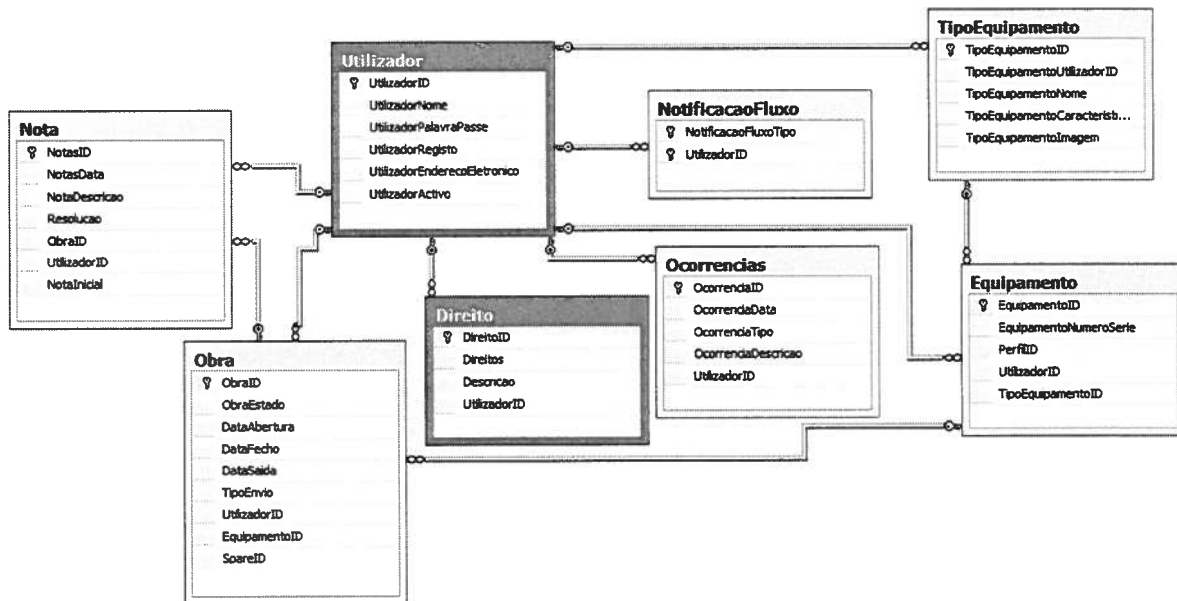 Utilizador
UtilizadorID
UtilizadorNome
UtilizadorPalavraPasse
UtilizadorRegisto
UtilizadorEnderecoEletronico
UtilizadorActivo
TipoEquipamento
TipoEquipamentoID
TipoEquipamentoUtilizadorID
TipoEquipamentoNome
TipoEquipamentoCaracterist...
TipoEquipamentoImagem
NotificacaoFluxo
NotificacaoFluxoTipo
UtilizadorID
Nota
NotasID
NotasData
NotaDescricao
Resolucao
ObraID
UtilizadorID
NotaInicial
Ocorrencias
OcorrenciaID
OcorrenciaData
OcorrenciaTipo
OcorrenciaDescricao
UtilizadorID
Equipamento
EquipamentoID
EquipamentoNumeroSerie
PerfilID
UtilizadorID
TipoEquipamentoID
Direito
DireitoID
Direitos
Descricao
UtilizadorID
Obra
ObraID
ObraEstado
DataAbertura
DataFecho
DataSaida
TipoEnvio
UtilizadorID
EquipamentoID
SpareID